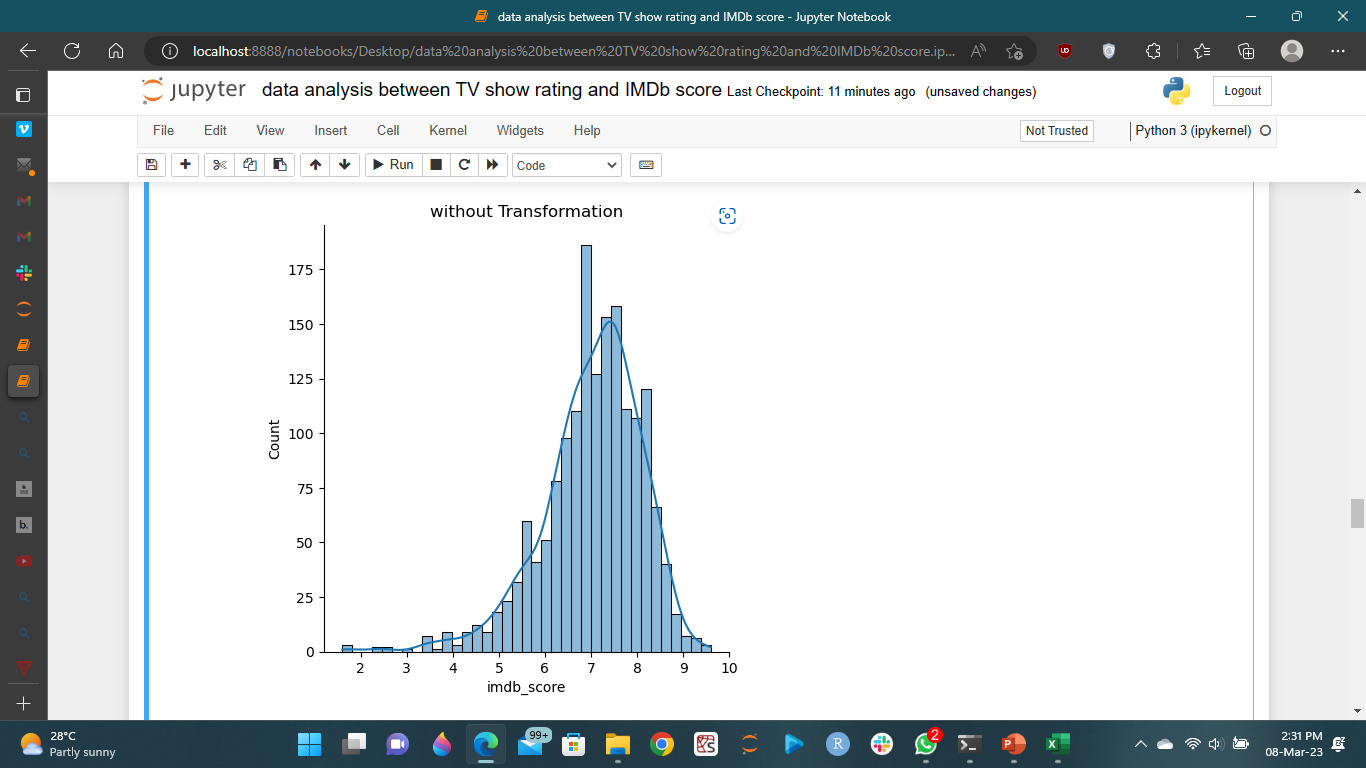 data analysis between TV show rating and IMDb score - Jupyter Notebook
localhost:8888/notebooks/Desktop/data%20analysis%20between%20TV%20show%20rating%20and%20IMDb%20score.ip...
jupyter data analysis between TV show rating and IMDb score Last Checkpoint: 11 minutes ago (unsaved changes) Logout
File Edit View Insert Cell Kernel Widgets Help Not Trusted Python 3 (ipykernel)
Run Code
without Transformation
175
150
125
100
75
50
25
0
Count
2 3 4 5 6 7 8 9 10
imdb_score
b.
28°C
Partly sunny
99+
R
2
P
X
2:31 PM
08-Mar-23